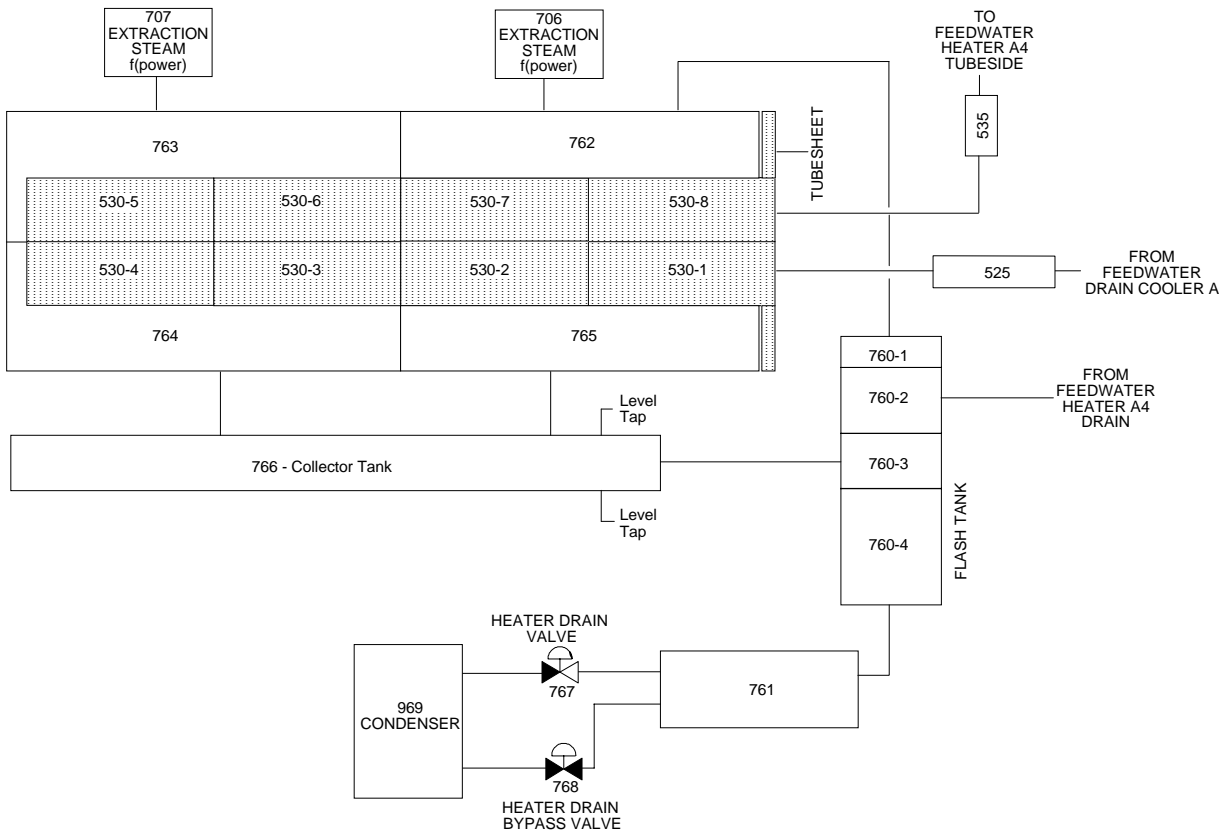 707
EXTRACTION
STEAM
f(power)
706
EXTRACTION
STEAM
f(power)
TO
FEEDWATER
HEATER A4
TUBESIDE
535
TUBESHEET
763
762
530-5
530-6
530-7
530-8
530-4
530-3
530-2
530-1
525
FROM
FEEDWATER
DRAIN COOLER A
764
765
760-1
760-2
FROM
FEEDWATER
HEATER A4
DRAIN
Level
Tap
766 - Collector Tank
760-3
Level
Tap
760-4
FLASH TANK
HEATER DRAIN
VALVE
767
761
969
CONDENSER
768
HEATER DRAIN
BYPASS VALVE